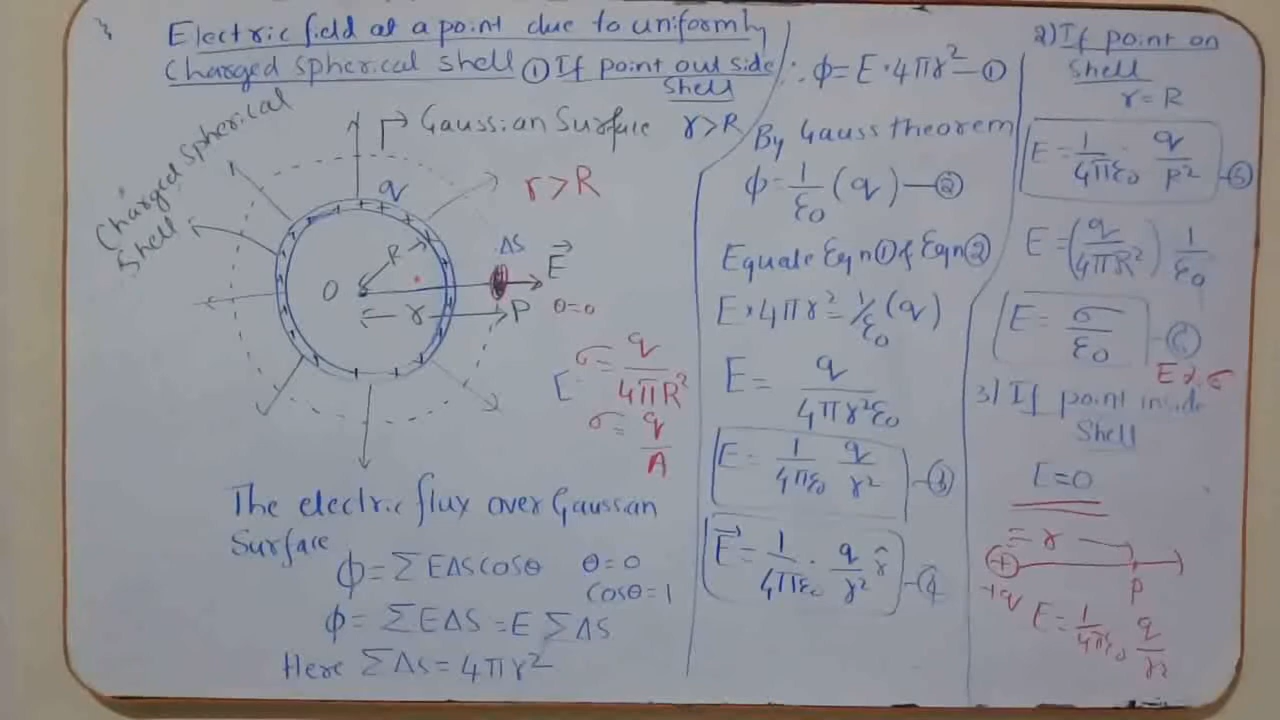 Electric field at a point due to uniformly
Charged spherical shell ① If point out side
Shell
Charged Spherical
Shell
Gaussian Surface r>R
r>R
q
R
O
r
ΔS
E⃗
P
θ=0
σ = q/4πR²
E
σ = q/A
The electric flux over Gaussian
Surface
ϕ = Σ EΔS cosθ θ=0
cosθ=1
ϕ = Σ EΔS = E Σ ΔS
Here ΣΔS = 4πr²
∴ ϕ = E·4πr² — ①
By Gauss theorem
ϕ = 1/ε₀ (q) — ②
Equate Eqn ① & Eqn ②
E×4πr² = 1/ε₀ (q)
E = q/4πr²ε₀
E = 1/4πε₀ q/r² — ③
E⃗ = 1/4πε₀ · q/r² r̂ — ④
2) If point on
Shell
r=R
E = 1/4πε₀ · q/R² — ⑤
E = (q/4πR²) 1/ε₀
E = σ/ε₀ — ⑥
E α σ
3) If point inside
Shell
E=0
= r
+
+q
P
E = 1/4πε₀ q/r²